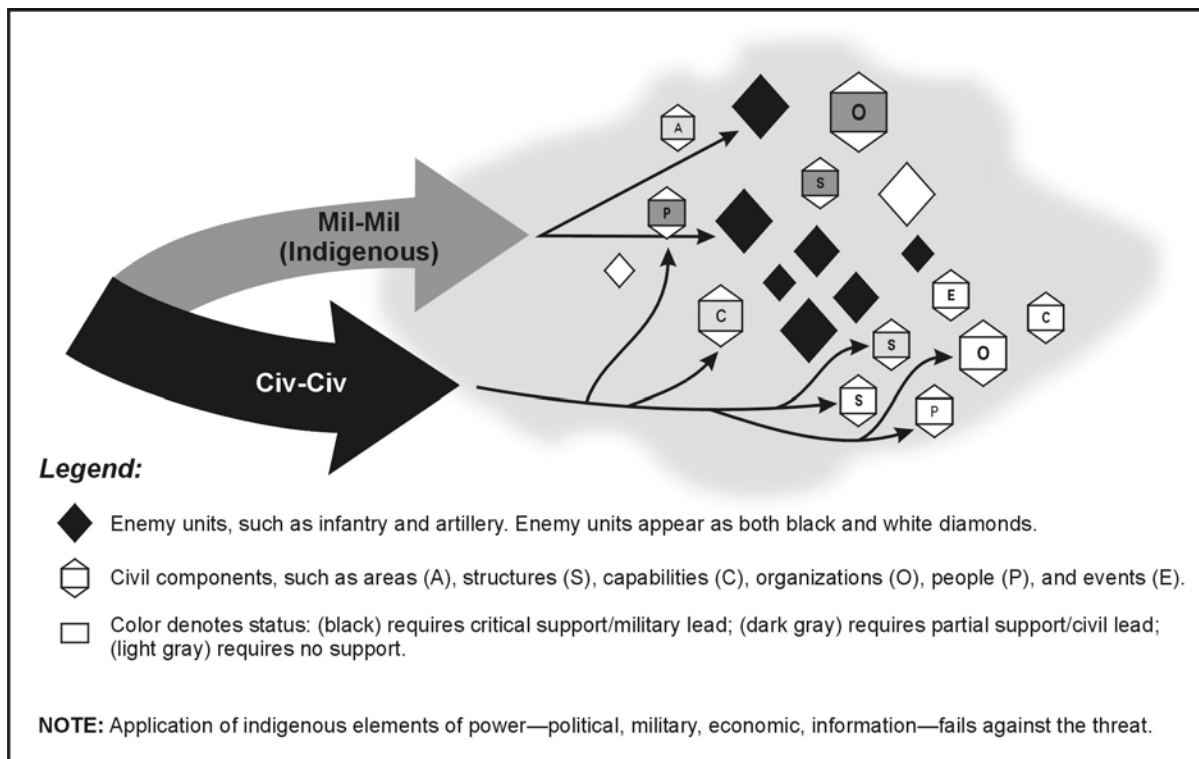 A
O
S
P
Mil-Mil
(Indigenous)
E
C
C
S
O
Civ-Civ
S
P
Legend:
Enemy units, such as infantry and artillery. Enemy units appear as both black and white diamonds.
Civil components, such as areas (A), structures (S), capabilities (C), organizations (O), people (P), and events (E).
Color denotes status: (black) requires critical support/military lead; (dark gray) requires partial support/civil lead;
(light gray) requires no support.
NOTE: Application of indigenous elements of power—political, military, economic, information—fails against the threat.